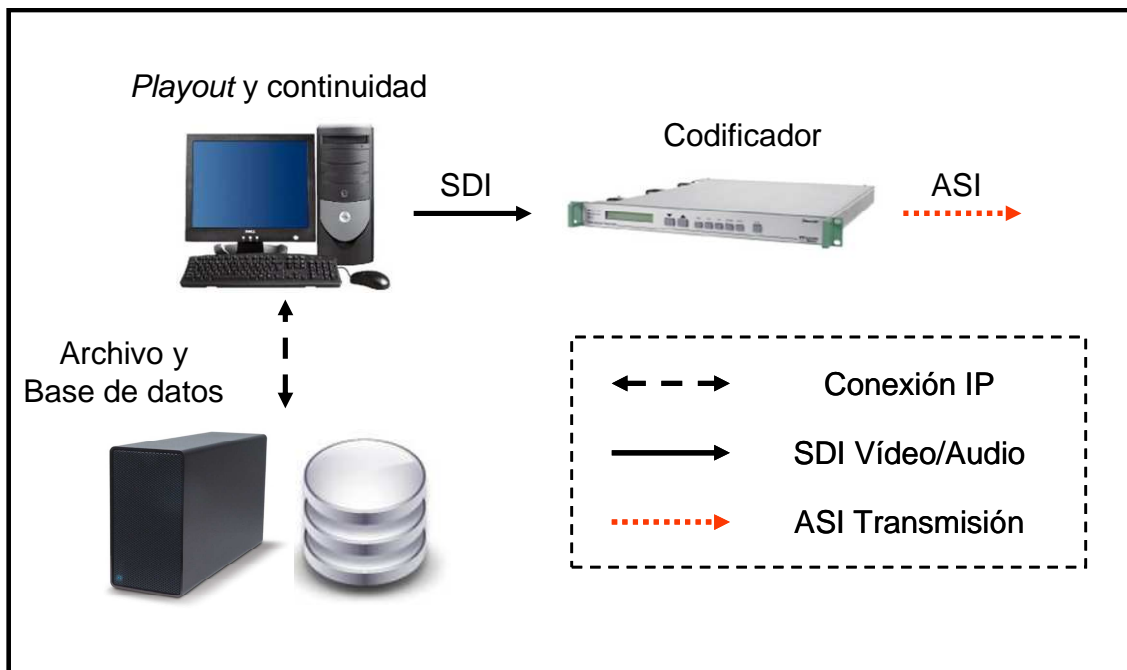 Playout y continuidad
Codificador
SDI
ASI
Archivo y
Base de datos
Conexión IP
SDI Vídeo/Audio
ASI Transmisión